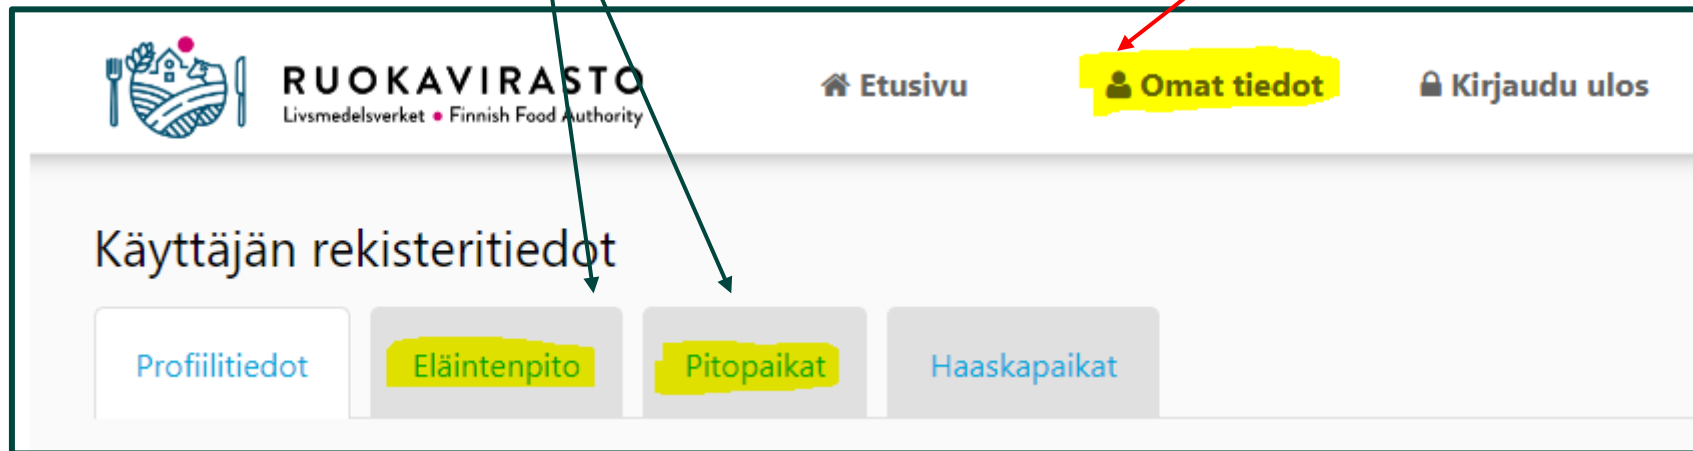 RUOKAVIRASTO
Livsmedelsverket • Finnish Food Authority
Etusivu
Omat tiedot
Kirjaudu ulos
Käyttäjän rekisteritiedot
Profiilitiedot
Eläintenpito
Pitopaikat
Haaskapaikat